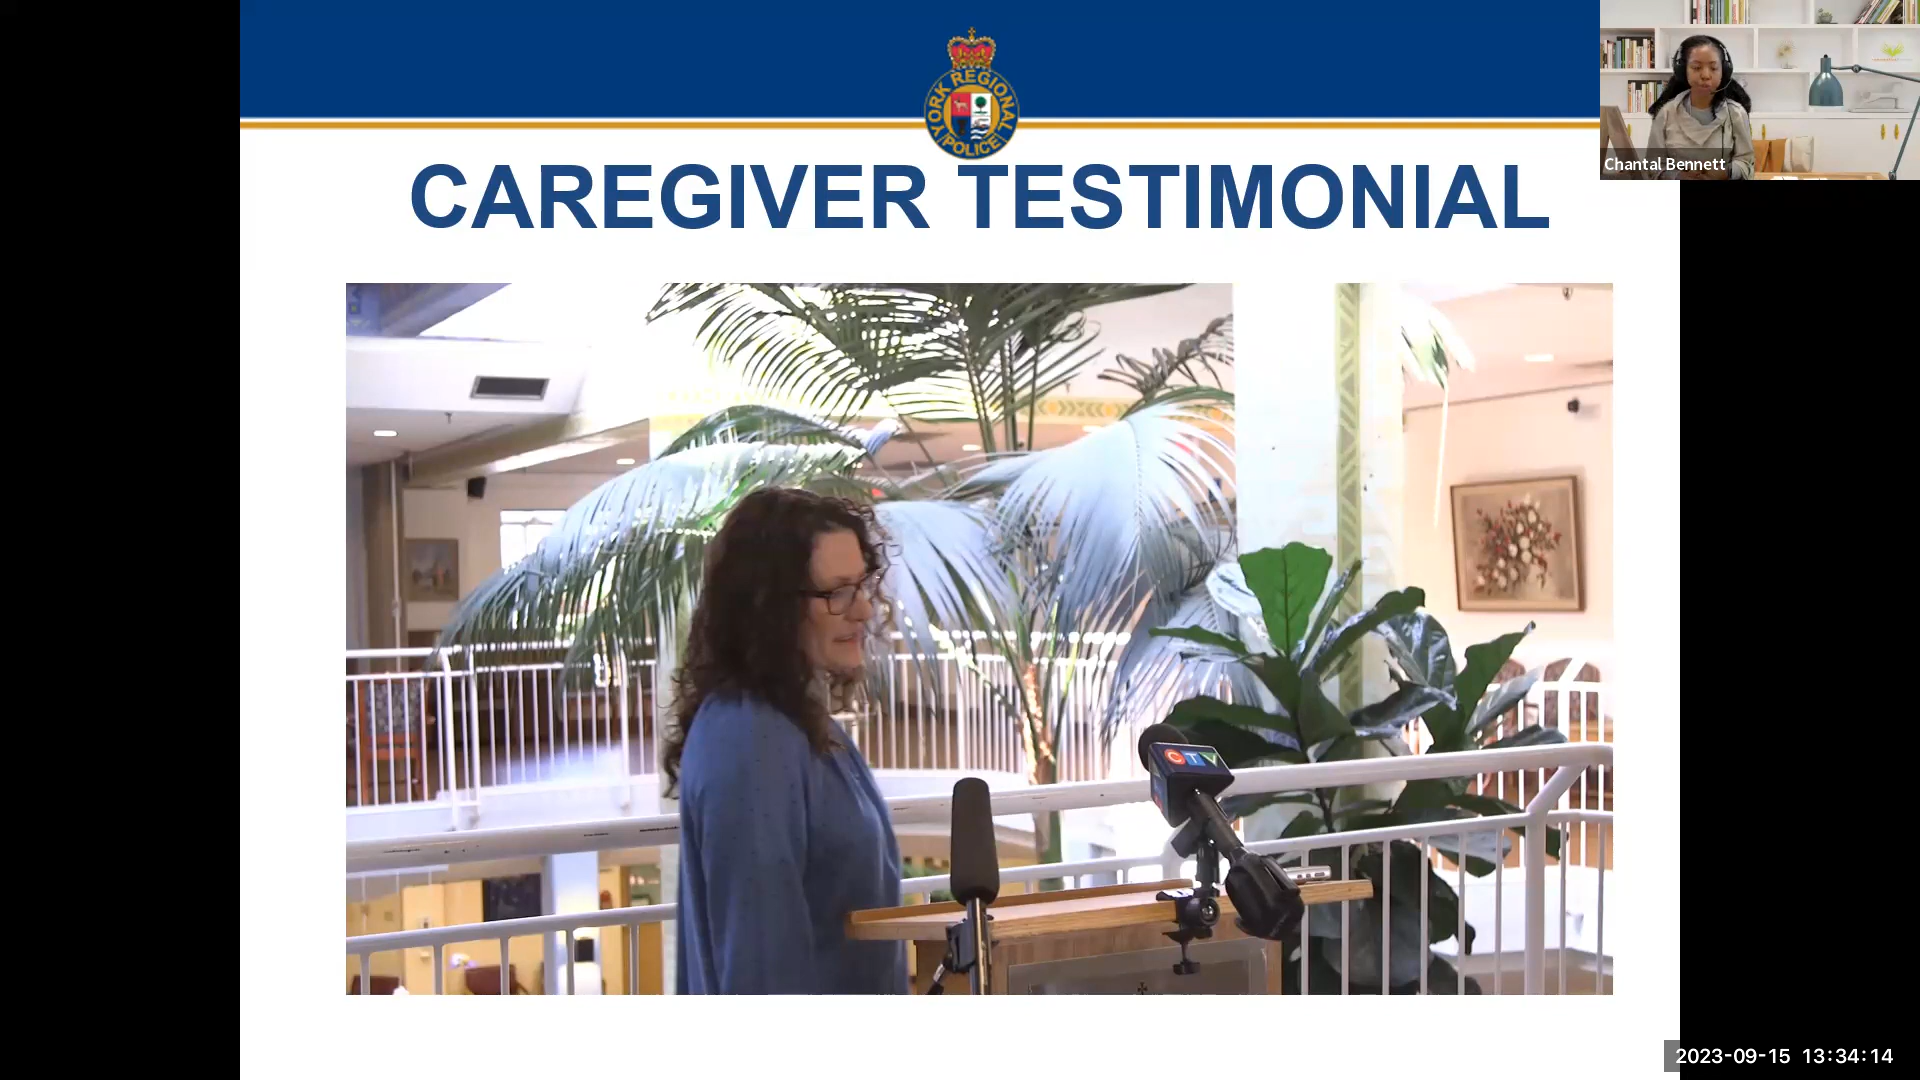 YORK REGIONAL
POLICE
Chantal Bennett
CAREGIVER TESTIMONIAL
CTV
2023-09-15 13:34:14